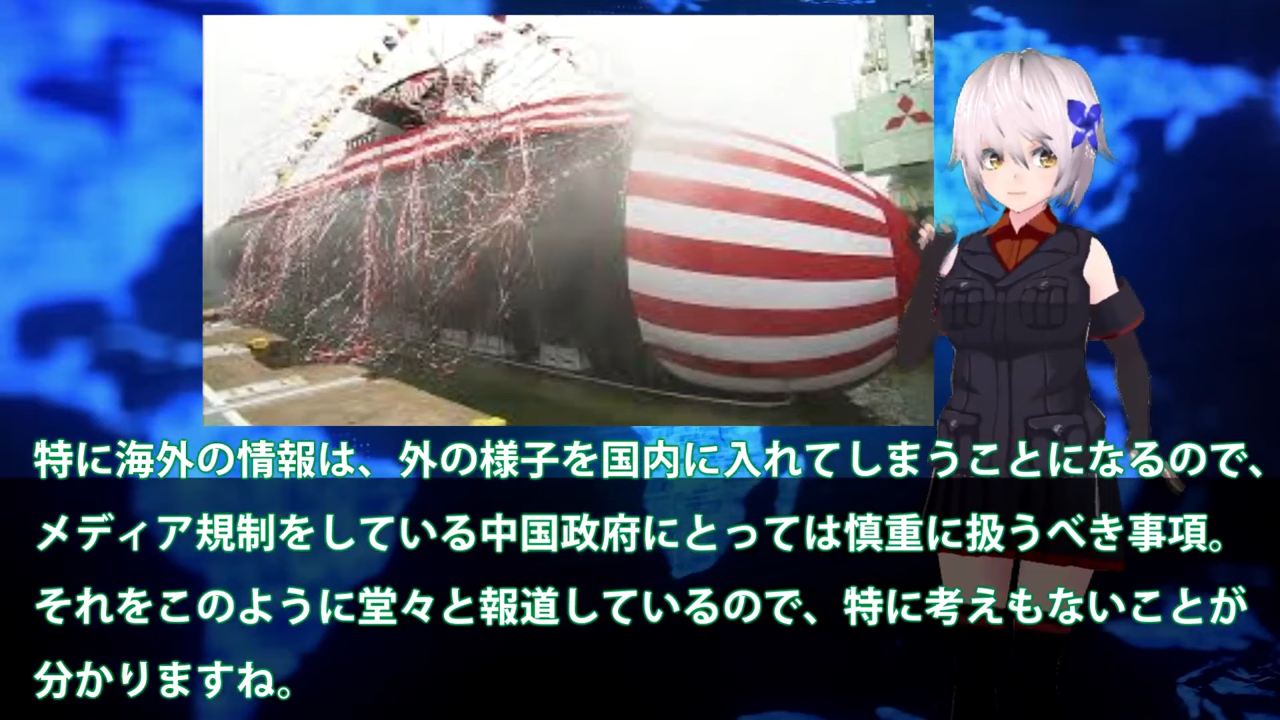 特に海外の情報は、外の様子を国内に入れてしまうことになるので、
メディア規制をしている中国政府にとっては慎重に扱うべき事項。
それをこのように堂々と報道しているので、特に考えもないことが
分かりますね。